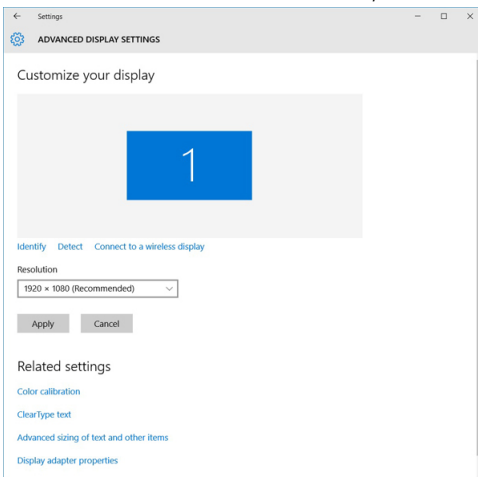 Settings
ADVANCED DISPLAY SETTINGS
Customize your display
1
Identify Detect Connect to a wireless display
Resolution
1920 × 1080 (Recommended)
Apply Cancel
Related settings
Color calibration
ClearType text
Advanced sizing of text and other items
Display adapter properties